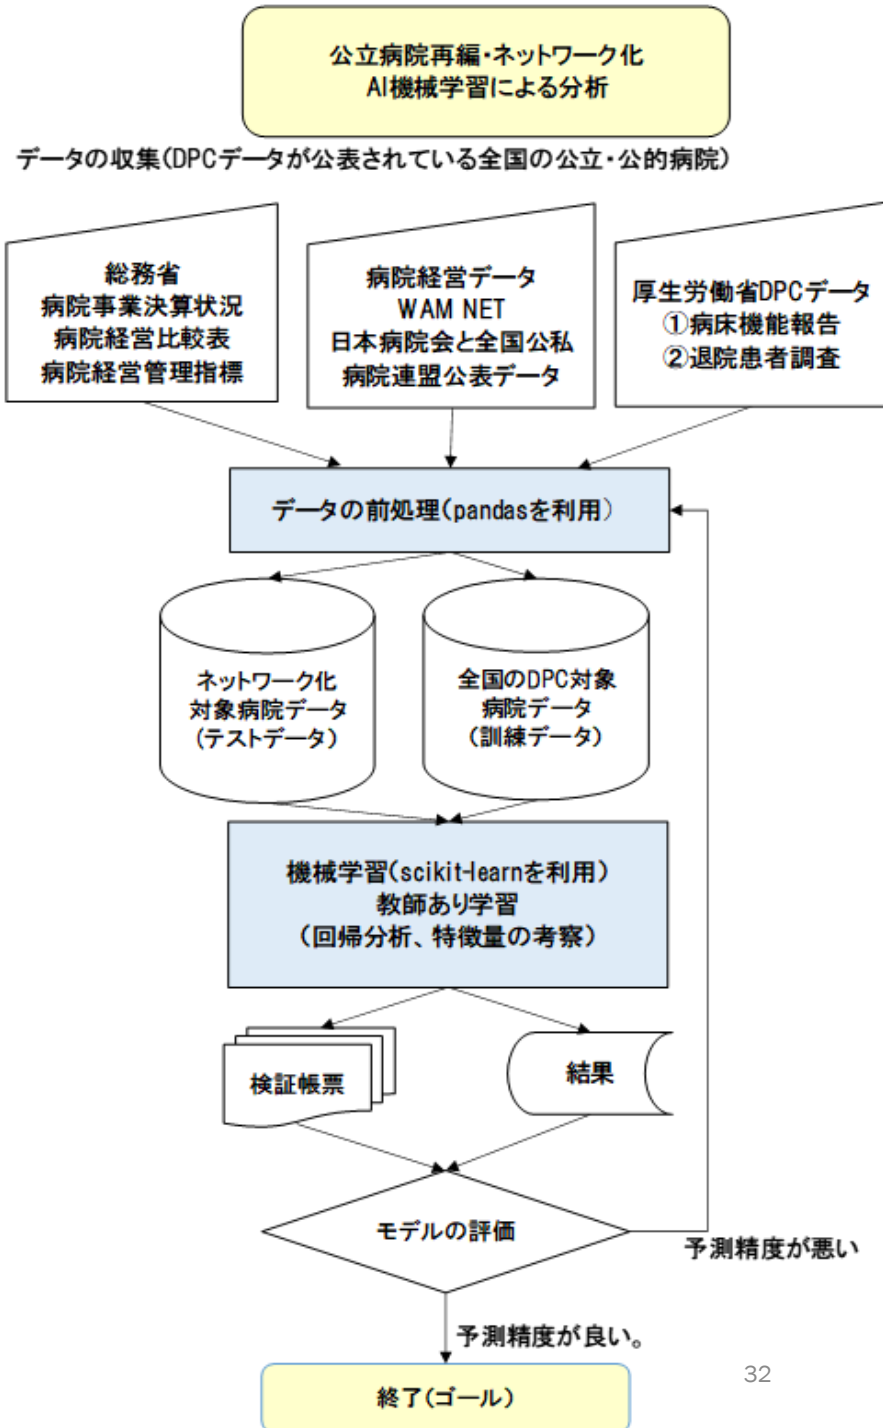 公立病院再編・ネットワーク化
AI機械学習による分析
データの収集(DPCデータが公表されている全国の公立・公的病院)
総務省
病院事業決算状況
病院経営比較表
病院経営管理指標
病院経営データ
WAM NET
日本病院会と全国公私
病院連盟公表データ
厚生労働省DPCデータ
①病床機能報告
②退院患者調査
データの前処理(pandasを利用)
ネットワーク化
対象病院データ
(テストデータ)
全国のDPC対象
病院データ
(訓練データ)
機械学習(scikit-learnを利用)
教師あり学習
(回帰分析、特徴量の考察)
検証帳票
結果
モデルの評価
予測精度が悪い
予測精度が良い。
32
終了(ゴール)